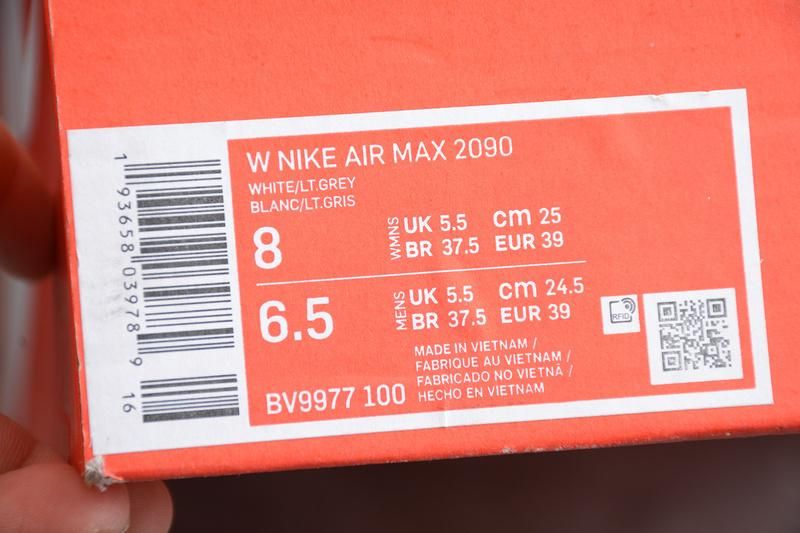 W NIKE AIR MAX 2090
WHITE/LT.GREY
BLANC/LT.GRIS
8
WMNS
UK 5.5 cm 25
BR 37.5 EUR 39
6.5
MENS
UK 5.5 cm 24.5
BR 37.5 EUR 39
MADE IN VIETNAM /
FABRIQUE AU VIETNAM /
FABRICADO NO VIETNÃ /
HECHO EN VIETNAM
BV9977 100
RFID
1 93658 03978 9
16